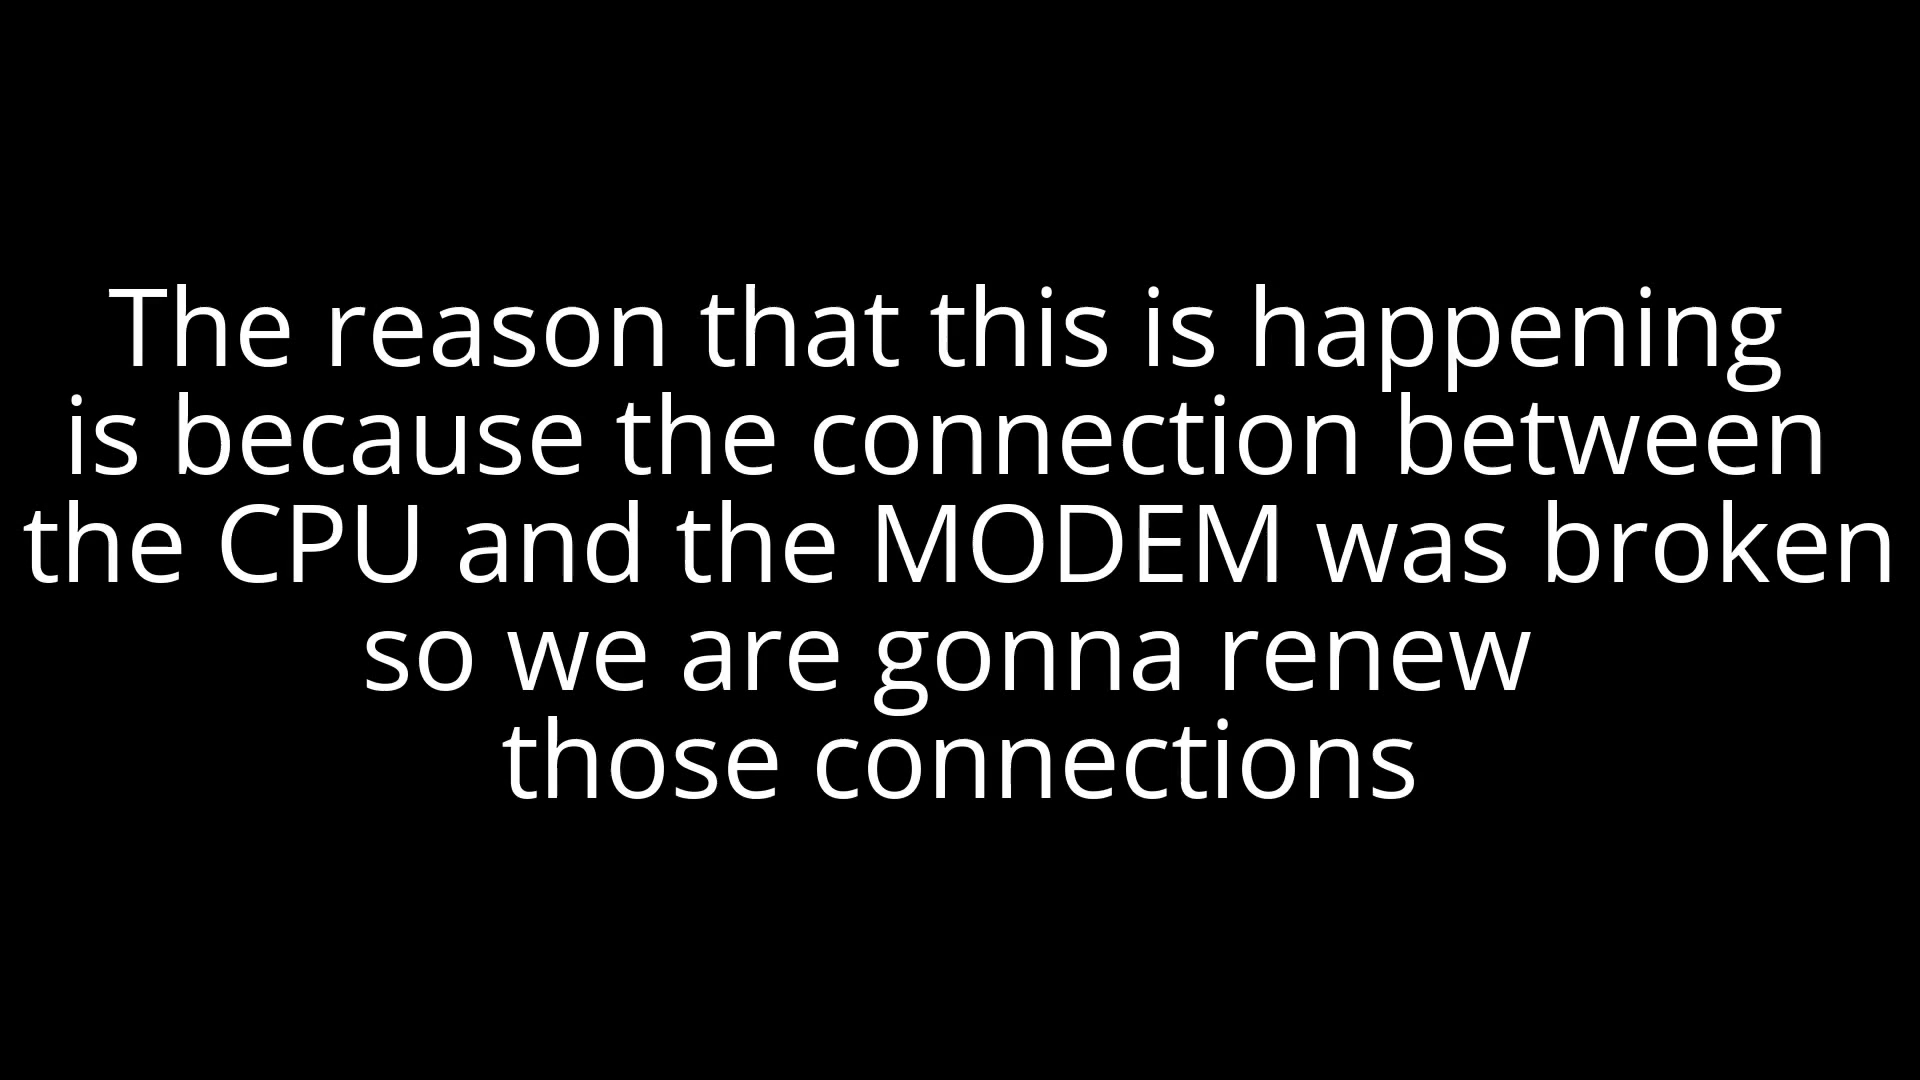 The reason that this is happening
is because the connection between
the CPU and the MODEM was broken
so we are gonna renew
those connections